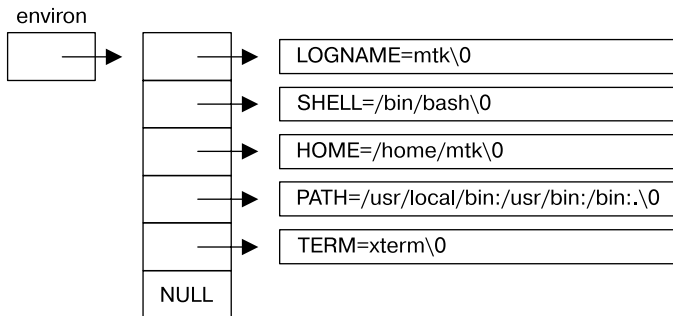 environ
LOGNAME=mtk\0
SHELL=/bin/bash\0
HOME=/home/mtk\0
PATH=/usr/local/bin:/usr/bin:/bin:.\0
TERM=xterm\0
NULL